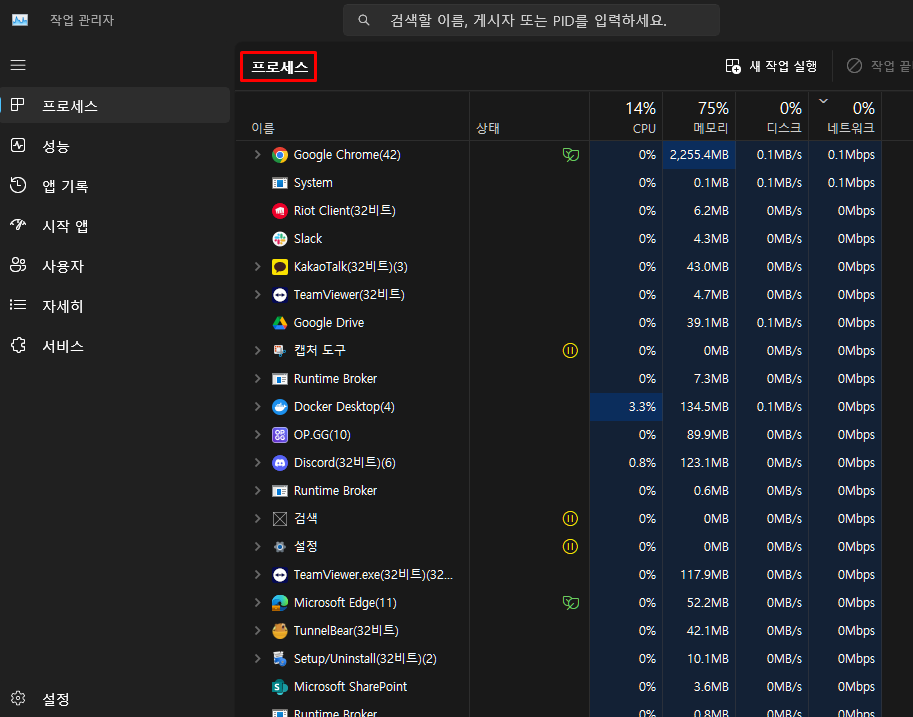 작업 관리자
검색할 이름, 게시자 또는 PID를 입력하세요.
프로세스
성능
앱 기록
시작 앱
사용자
자세히
서비스
설정
프로세스
새 작업 실행
작업 끝
14% 75% 0% 0%
이름 상태 CPU 메모리 디스크 네트워크
Google Chrome(42) 0% 2,255.4MB 0.1MB/s 0.1Mbps
System 0% 0.1MB 0.1MB/s 0.1Mbps
Riot Client(32비트) 0% 6.2MB 0MB/s 0Mbps
Slack 0% 4.3MB 0MB/s 0Mbps
KakaoTalk(32비트)(3) 0% 43.0MB 0MB/s 0Mbps
TeamViewer(32비트) 0% 4.7MB 0MB/s 0Mbps
Google Drive 0% 39.1MB 0.1MB/s 0Mbps
캡처 도구 0% 0MB 0MB/s 0Mbps
Runtime Broker 0% 7.3MB 0MB/s 0Mbps
Docker Desktop(4) 3.3% 134.5MB 0.1MB/s 0Mbps
OP.GG(10) 0% 89.9MB 0MB/s 0Mbps
Discord(32비트)(6) 0.8% 123.1MB 0MB/s 0Mbps
Runtime Broker 0% 0.6MB 0MB/s 0Mbps
검색 0% 0MB 0MB/s 0Mbps
설정 0% 0MB 0MB/s 0Mbps
TeamViewer.exe(32비트)(32... 0% 117.9MB 0MB/s 0Mbps
Microsoft Edge(11) 0% 52.2MB 0MB/s 0Mbps
TunnelBear(32비트) 0% 42.1MB 0MB/s 0Mbps
Setup/Uninstall(32비트)(2) 0% 10.1MB 0MB/s 0Mbps
Microsoft SharePoint 0% 3.6MB 0MB/s 0Mbps
Runtime Broker 0% 0.8MB 0MB/s 0Mbps